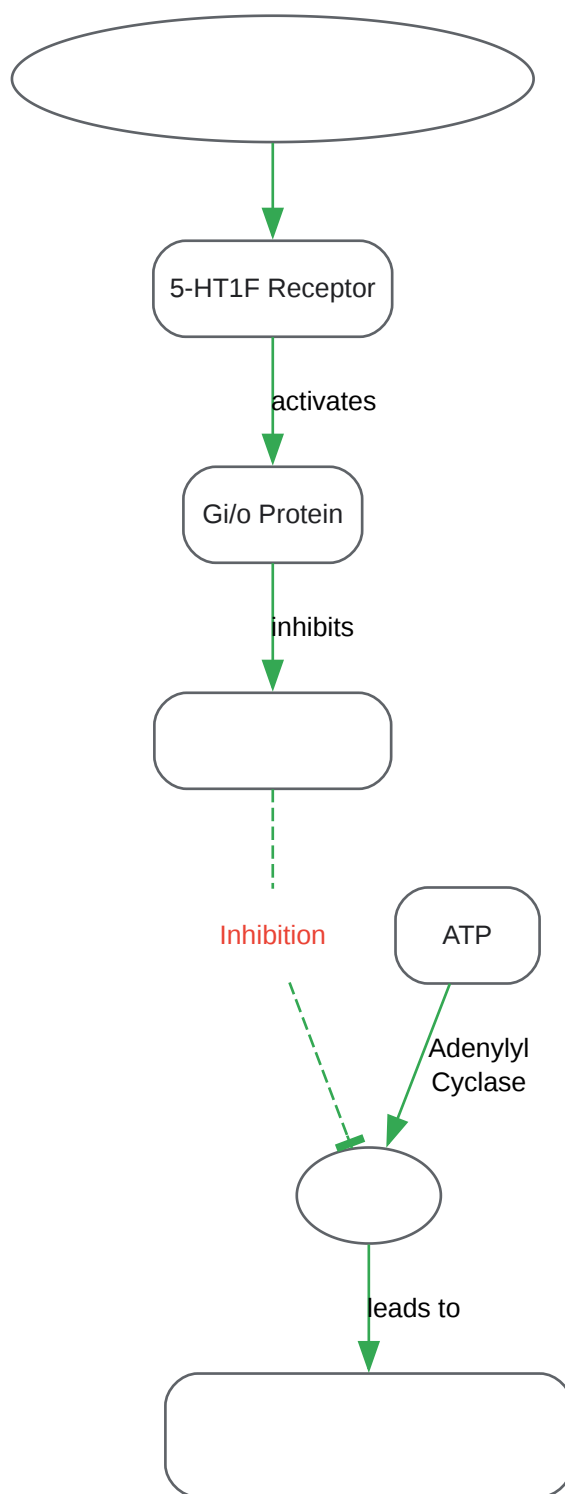 5-HT1F Receptor
activates
Gi/o Protein
inhibits
Inhibition
ATP
Adenylyl
Cyclase
leads to